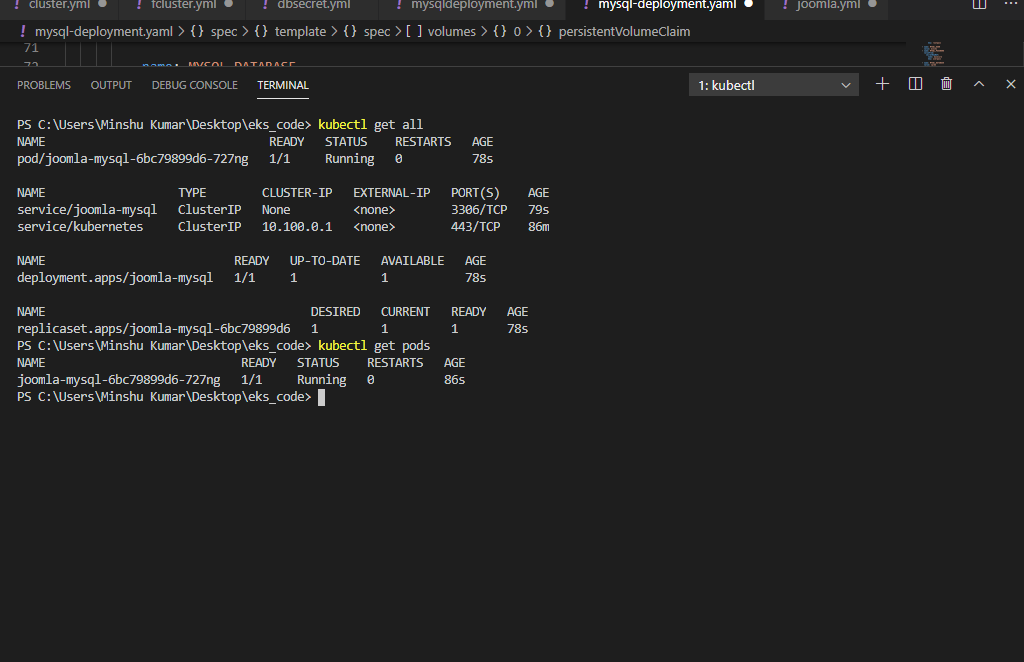 ! cluster.yml ● ! fcluster.yml ● ! dbsecret.yml ! mysqldeployment.yml ● ! mysql-deployment.yaml ● ! joomla.yml ●
! mysql-deployment.yaml > {} spec > {} template > {} spec > [ ] volumes > {} 0 > {} persistentVolumeClaim
71
72 name: MYSQL_DATABASE
PROBLEMS OUTPUT DEBUG CONSOLE TERMINAL 1: kubectl
PS C:\Users\Minshu Kumar\Desktop\eks_code> kubectl get all
NAME READY STATUS RESTARTS AGE
pod/joomla-mysql-6bc79899d6-727ng 1/1 Running 0 78s
NAME TYPE CLUSTER-IP EXTERNAL-IP PORT(S) AGE
service/joomla-mysql ClusterIP None <none> 3306/TCP 79s
service/kubernetes ClusterIP 10.100.0.1 <none> 443/TCP 86m
NAME READY UP-TO-DATE AVAILABLE AGE
deployment.apps/joomla-mysql 1/1 1 1 78s
NAME DESIRED CURRENT READY AGE
replicaset.apps/joomla-mysql-6bc79899d6 1 1 1 78s
PS C:\Users\Minshu Kumar\Desktop\eks_code> kubectl get pods
NAME READY STATUS RESTARTS AGE
joomla-mysql-6bc79899d6-727ng 1/1 Running 0 86s
PS C:\Users\Minshu Kumar\Desktop\eks_code>